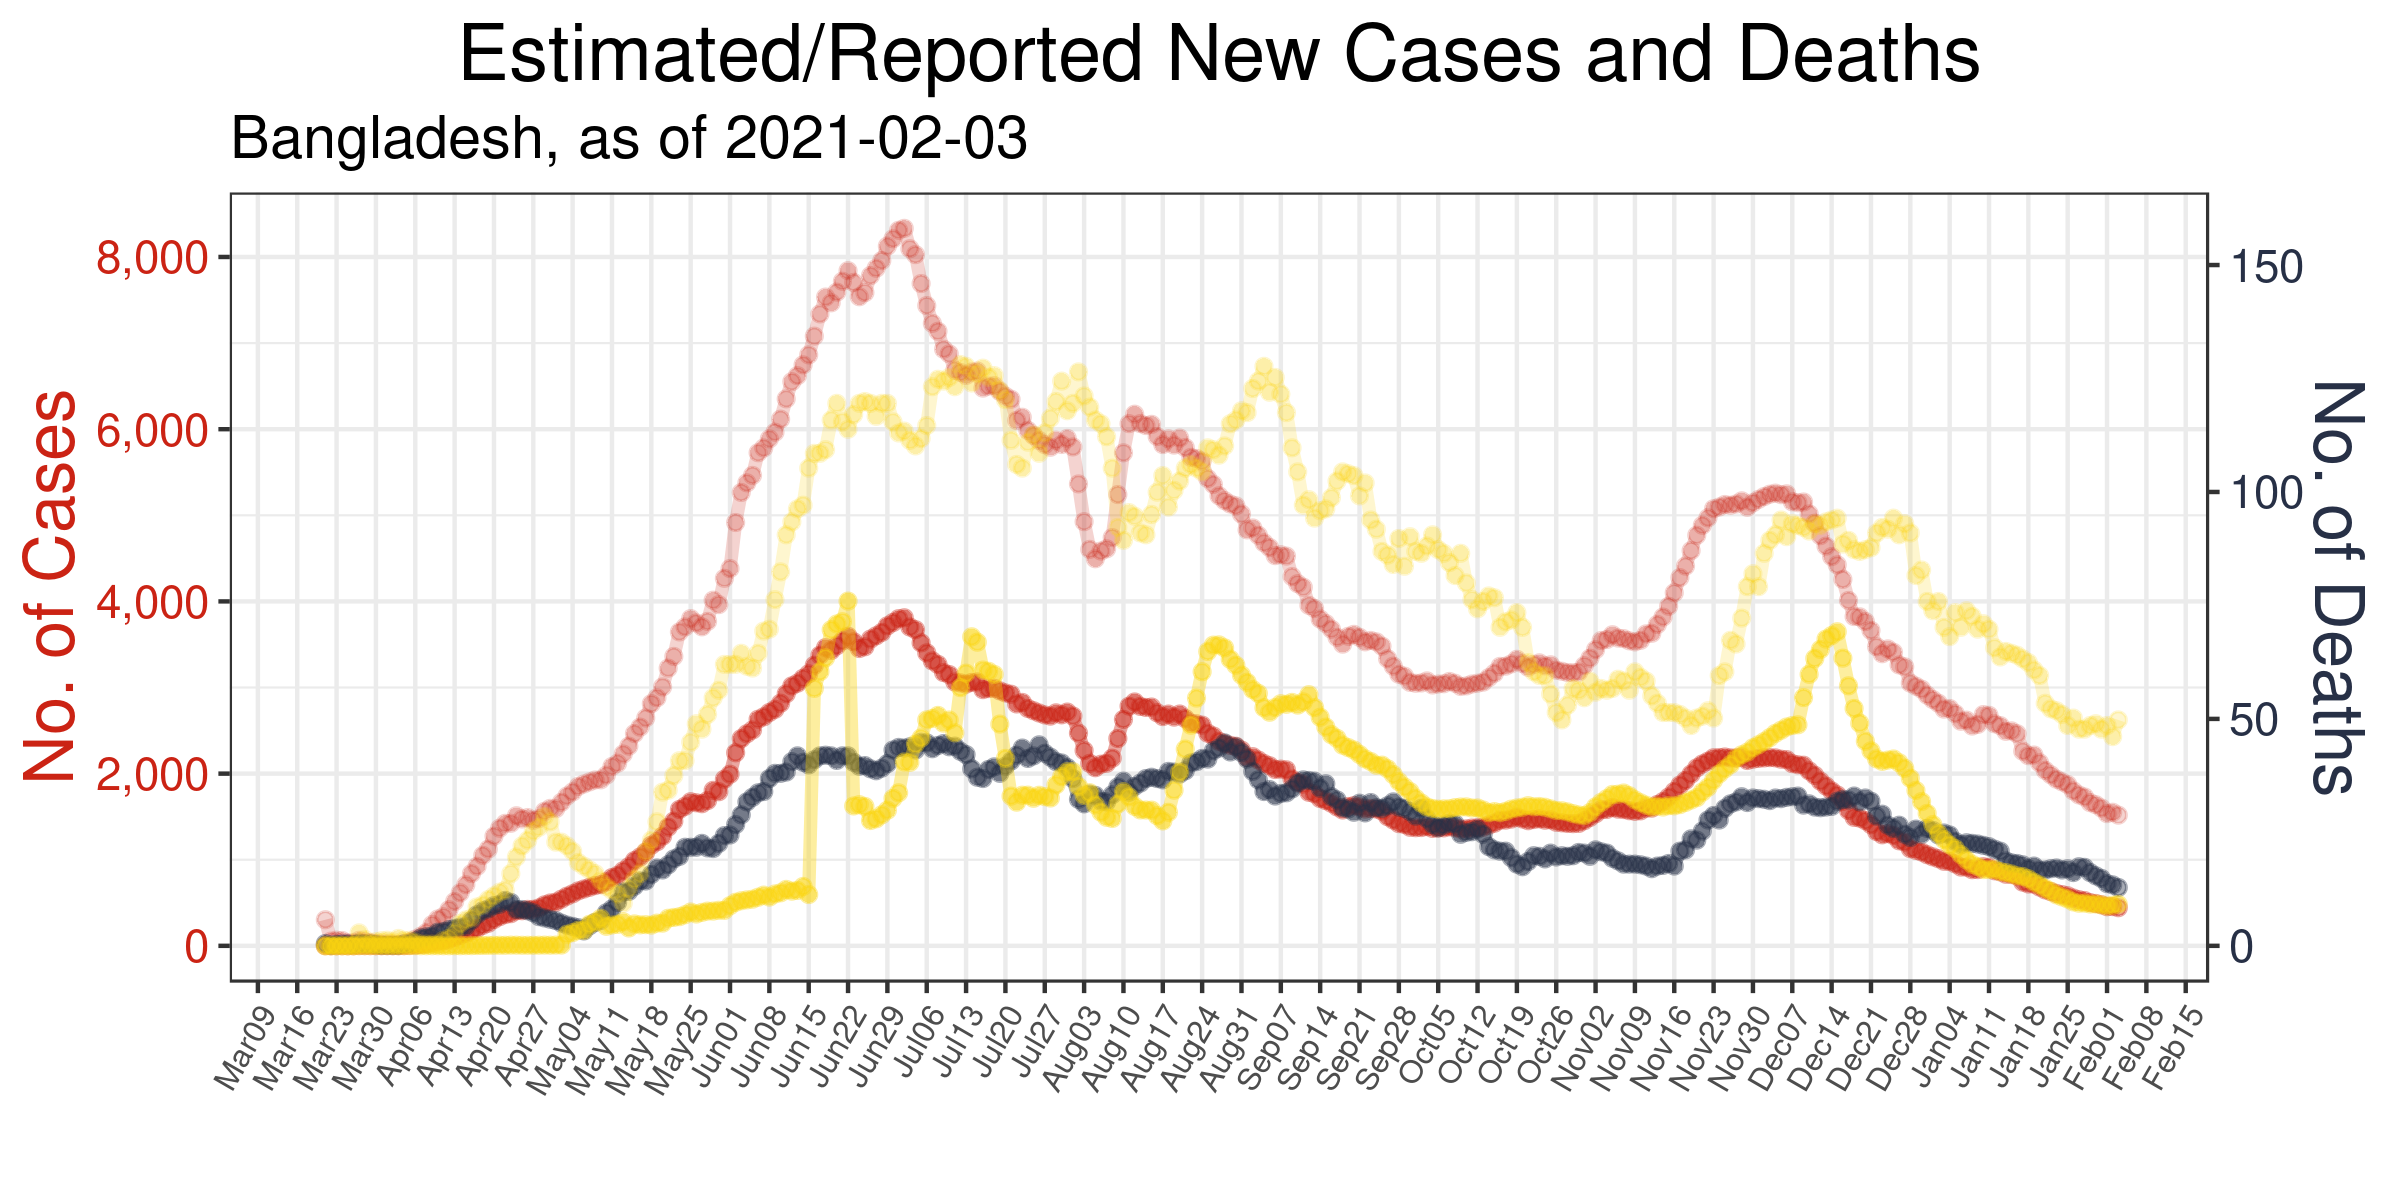 Estimated/Reported New Cases and Deaths
Bangladesh, as of 2021-02-03
No. of Cases
8,000
6,000
4,000
2,000
0
150
100
50
0
No. of Deaths
Mar09
Mar16
Mar23
Mar30
Apr06
Apr13
Apr20
Apr27
May04
May11
May18
May25
Jun01
Jun08
Jun15
Jun22
Jun29
Jul06
Jul13
Jul20
Jul27
Aug03
Aug10
Aug17
Aug24
Aug31
Sep07
Sep14
Sep21
Sep28
Oct05
Oct12
Oct19
Oct26
Nov02
Nov09
Nov16
Nov23
Nov30
Dec07
Dec14
Dec21
Dec28
Jan04
Jan11
Jan18
Jan25
Feb01
Feb08
Feb15